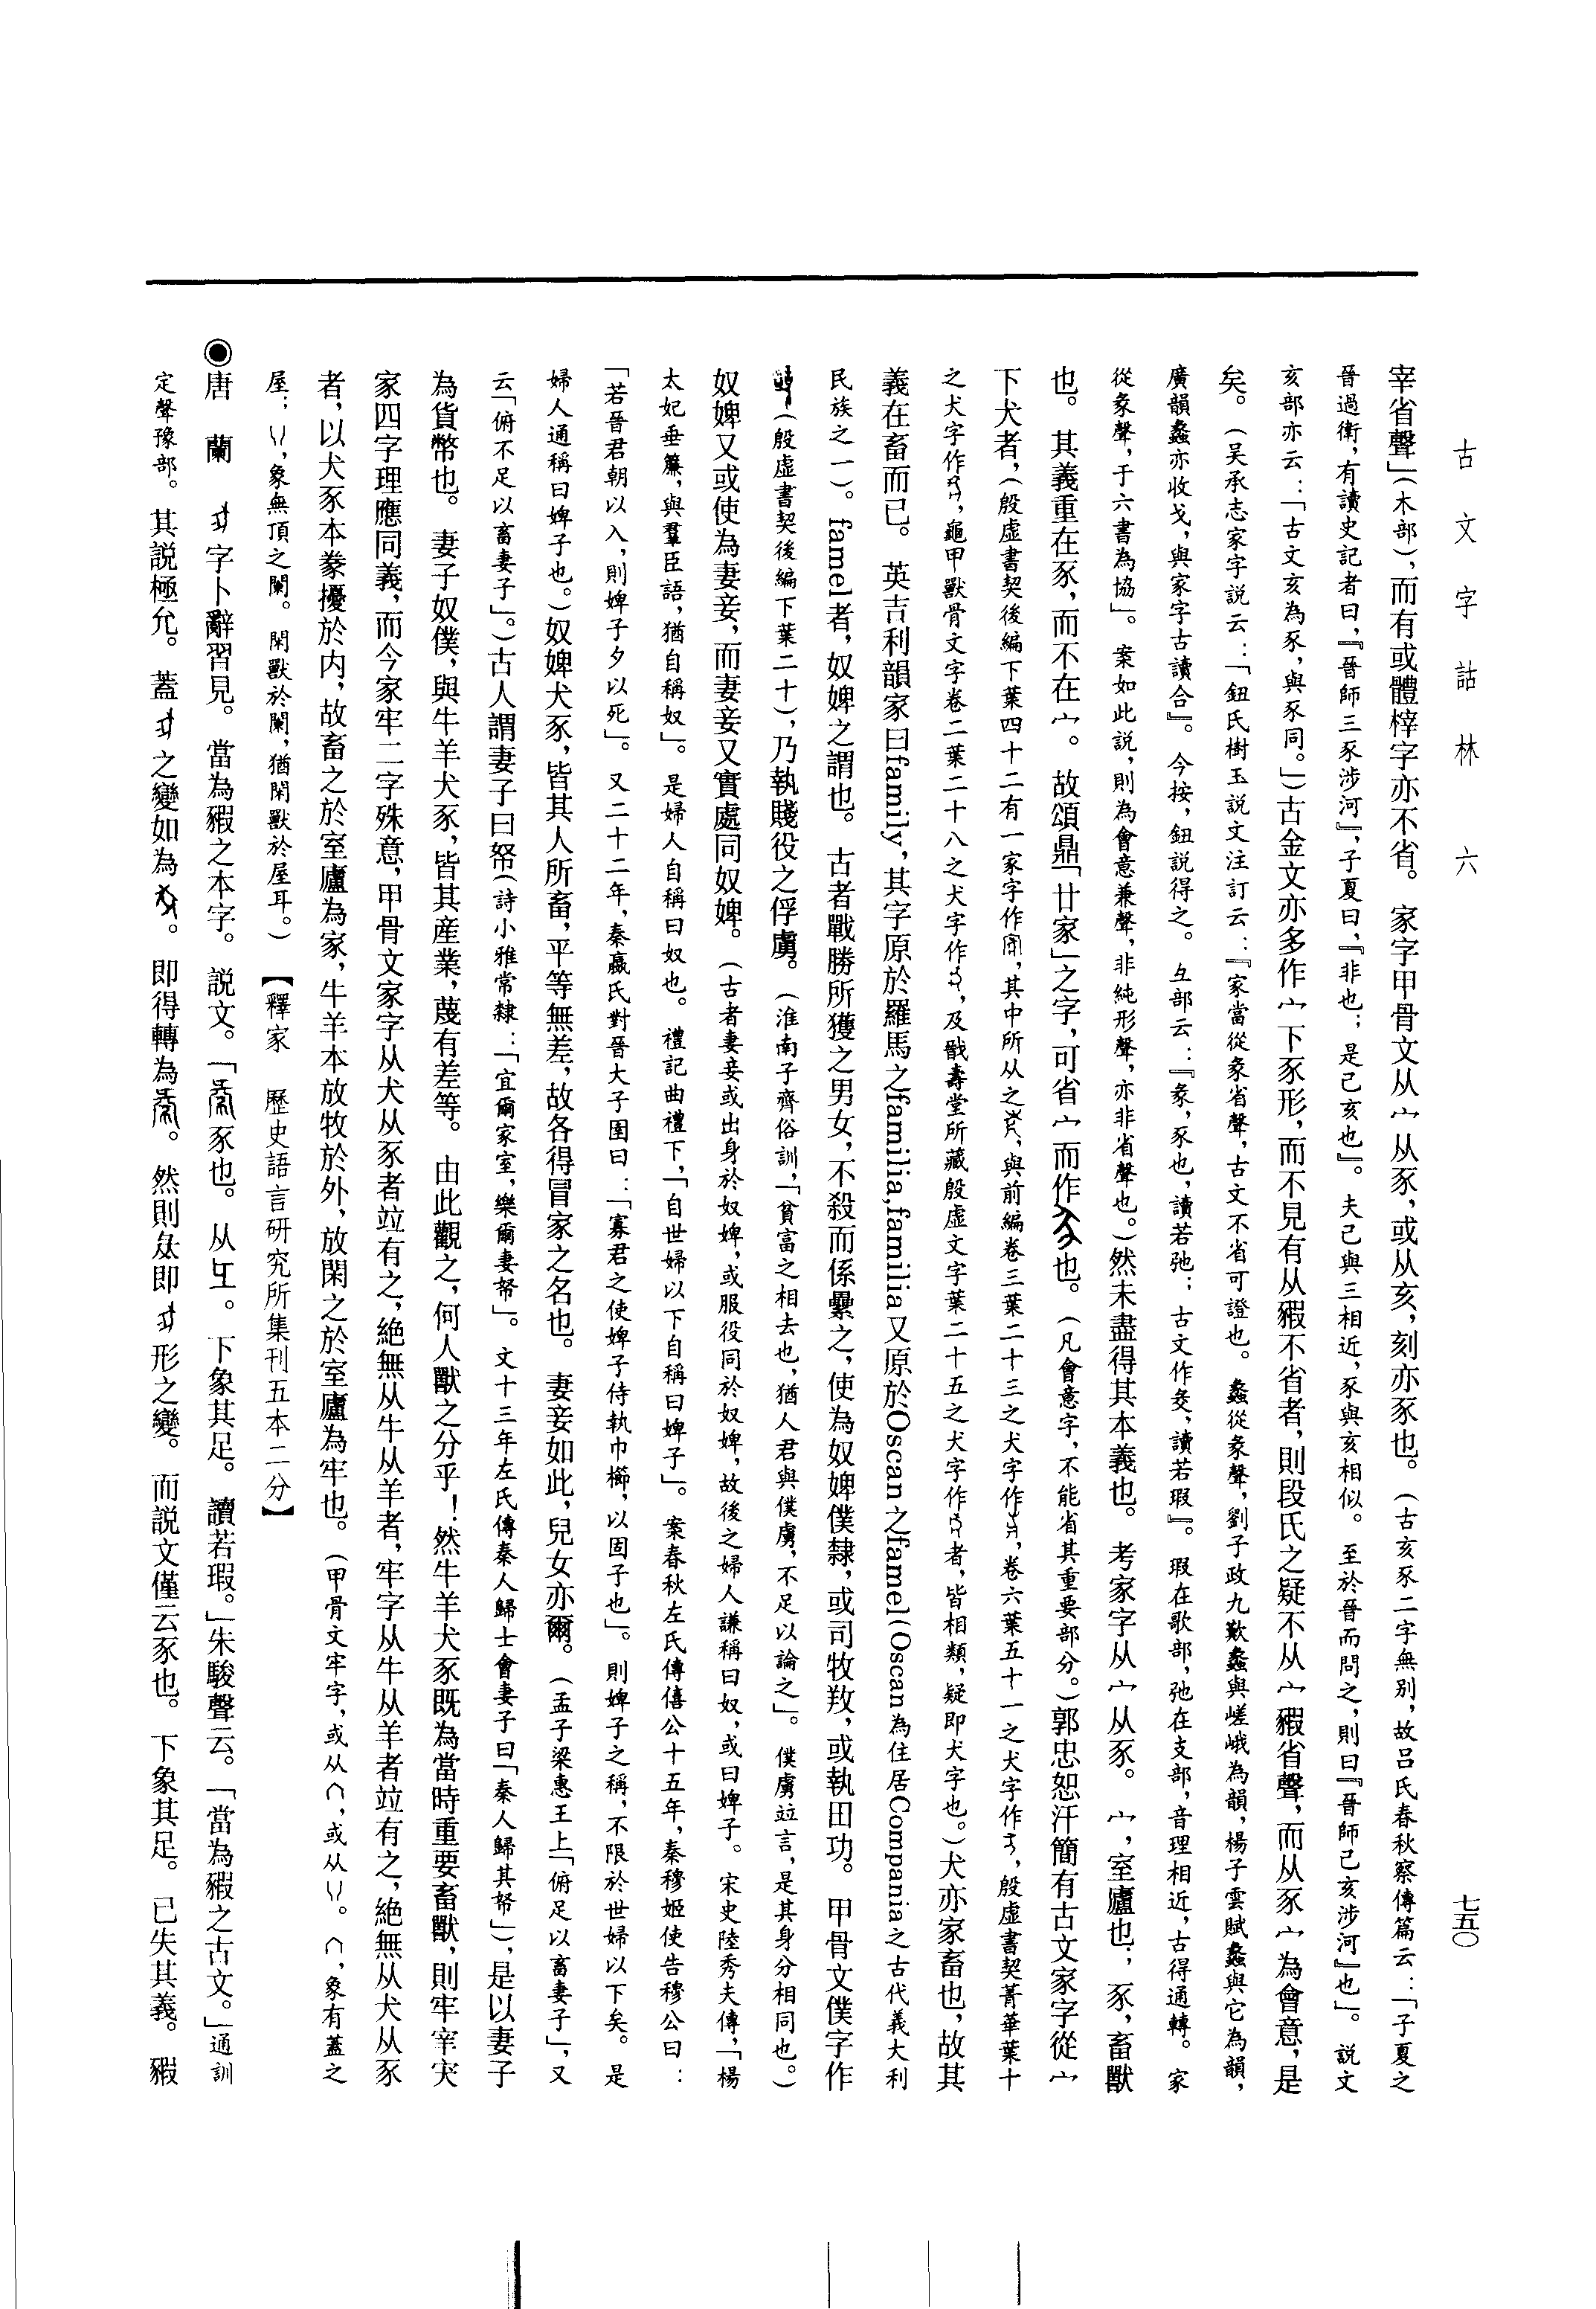 古文字詁林 六
七五〇
宰省聲」(木部)，而有或體梓字亦不省。家字甲骨文从宀从豕，或从亥，刻亦豕也。(古亥豕二字無别，故吕氏春秋察傳篇云：「子夏之
晉過衛，有讀史記者曰，『晉師三豕涉河』，子夏曰，『非也；是己亥也』。夫己與三相近，豕與亥相似。至於晉而問之，則曰『晉師己亥涉河』也」。説文
亥部亦云：「古文亥為豕，與豕同。」)古金文亦多作宀下豕形，而不見有从豭不省者，則段氏之疑不从宀豭省聲，而从豕宀為會意，是
矣。(吴承志家字説云：「鈕氏樹玉説文注訂云：『家當從豙省聲，古文不省可證也。蠡從彖聲，劉子政九歎蠡與嵯峨為韻，楊子雲賦蠡與它為韻，
廣韻蠡亦收戈，與家字古讀合』。今按，鈕説得之。彑部云：『彖，豕也，讀若弛；古文作，讀若瑕』。瑕在歌部，弛在支部，音理相近，古得通轉。家
從彖聲，于六書為協」。案如此説，則為會意兼聲，非純形聲，亦非省聲也。)然未盡得其本義也。考家字从宀从豕。宀，室廬也；豕，畜獸
也。其義重在豕，而不在宀。故頌鼎「廿家」之字，可省宀而作也。(凡會意字，不能省其重要部分。)郭忠恕汗簡有古文家字從宀
下犬者，(殷虚書契後編下葉四十二有一家字作，其中所从之，與前編卷三葉二十三之犬字作，卷六葉五十一之犬字作，殷虚書契菁華葉十
之犬字作，龜甲獸骨文字卷二葉二十八之犬字作，及戩壽堂所藏殷虚文字葉二十五之犬字作者，皆相類，疑即犬字也。)犬亦家畜也，故其
義在畜而已。英吉利韻家曰family，其字原於羅馬之familia，familia又原於Oscan之famel(Oscan為住居Compania之古代義大利
民族之一)。famel者，奴婢之謂也。古者戰勝所獲之男女，不殺而係纍之，使為奴婢僕隸，或司牧敉，或執田功。甲骨文僕字作
(殷虚書契後編下葉二十)，乃執賤役之俘虜。(淮南子齊俗訓，「貧富之相去也，猶人君與僕虜，不足以論之」。僕虜竝言，是其身分相同也。)
奴婢又或使為妻妾，而妻妾又實處同奴婢。(古者妻妾或出身於奴婢，或服役同於奴婢，故後之婦人謙稱曰奴，或曰婢子。宋史陸秀夫傳，「楊
太妃垂簾，與羣臣語，猶自稱奴」。是婦人自稱曰奴也。禮記曲禮下，「自世婦以下自稱曰婢子」。案春秋左氏傳僖公十五年，秦穆姬使告穆公曰：
「若晉君朝以入，則婢子夕以死」。又二十二年，秦嬴氏對晉大子圉曰：「寡君之使婢子侍執巾櫛，以固子也」。則婢子之稱，不限於世婦以下矣。是
婦人通稱曰婢子也。)奴婢犬豕，皆其人所畜，平等無差，故各得冒家之名也。妻妾如此，兒女亦爾。(孟子梁惠王上「俯足以畜妻子」，又
云「俯不足以畜妻子」。)古人謂妻子曰帑(詩小雅常隸：「宜爾家室，樂爾妻帑」。文十三年左氏傳秦人歸士會妻子曰「秦人歸其帑」)，是以妻子
為貨幣也。妻子奴僕，與牛羊犬豕，皆其産業，蔑有差等。由此觀之，何人獸之分乎！然牛羊犬豕既為當時重要畜獸，則牢宰
家四字理應同義，而今家牢二字殊意，甲骨文家字从犬从豕者竝有之，絶無从牛从羊者，牢字从牛从羊者竝有之，絶無从犬从豕
者，以犬豕本豢擾於内，故畜之於室廬為家，牛羊本放牧於外，放閑之於室廬為牢也。(甲骨文牢字，或从，或从。，象有蓋之
屋；，象無頂之闌。閑獸於闌，猶閑獸於屋耳。)【釋家 歷史語言研究所集刊五本二分】
◉唐 蘭 字卜辭習見。當為豭之本字。説文。「豕也。从彑。下象其足。讀若瑕。」朱駿聲云。「當為豭之古文。」通訓
定聲豫部。其説極允。蓋之變如為。即得轉為。然則即形之變。而説文僅云豕也。下象其足。已失其義。豭